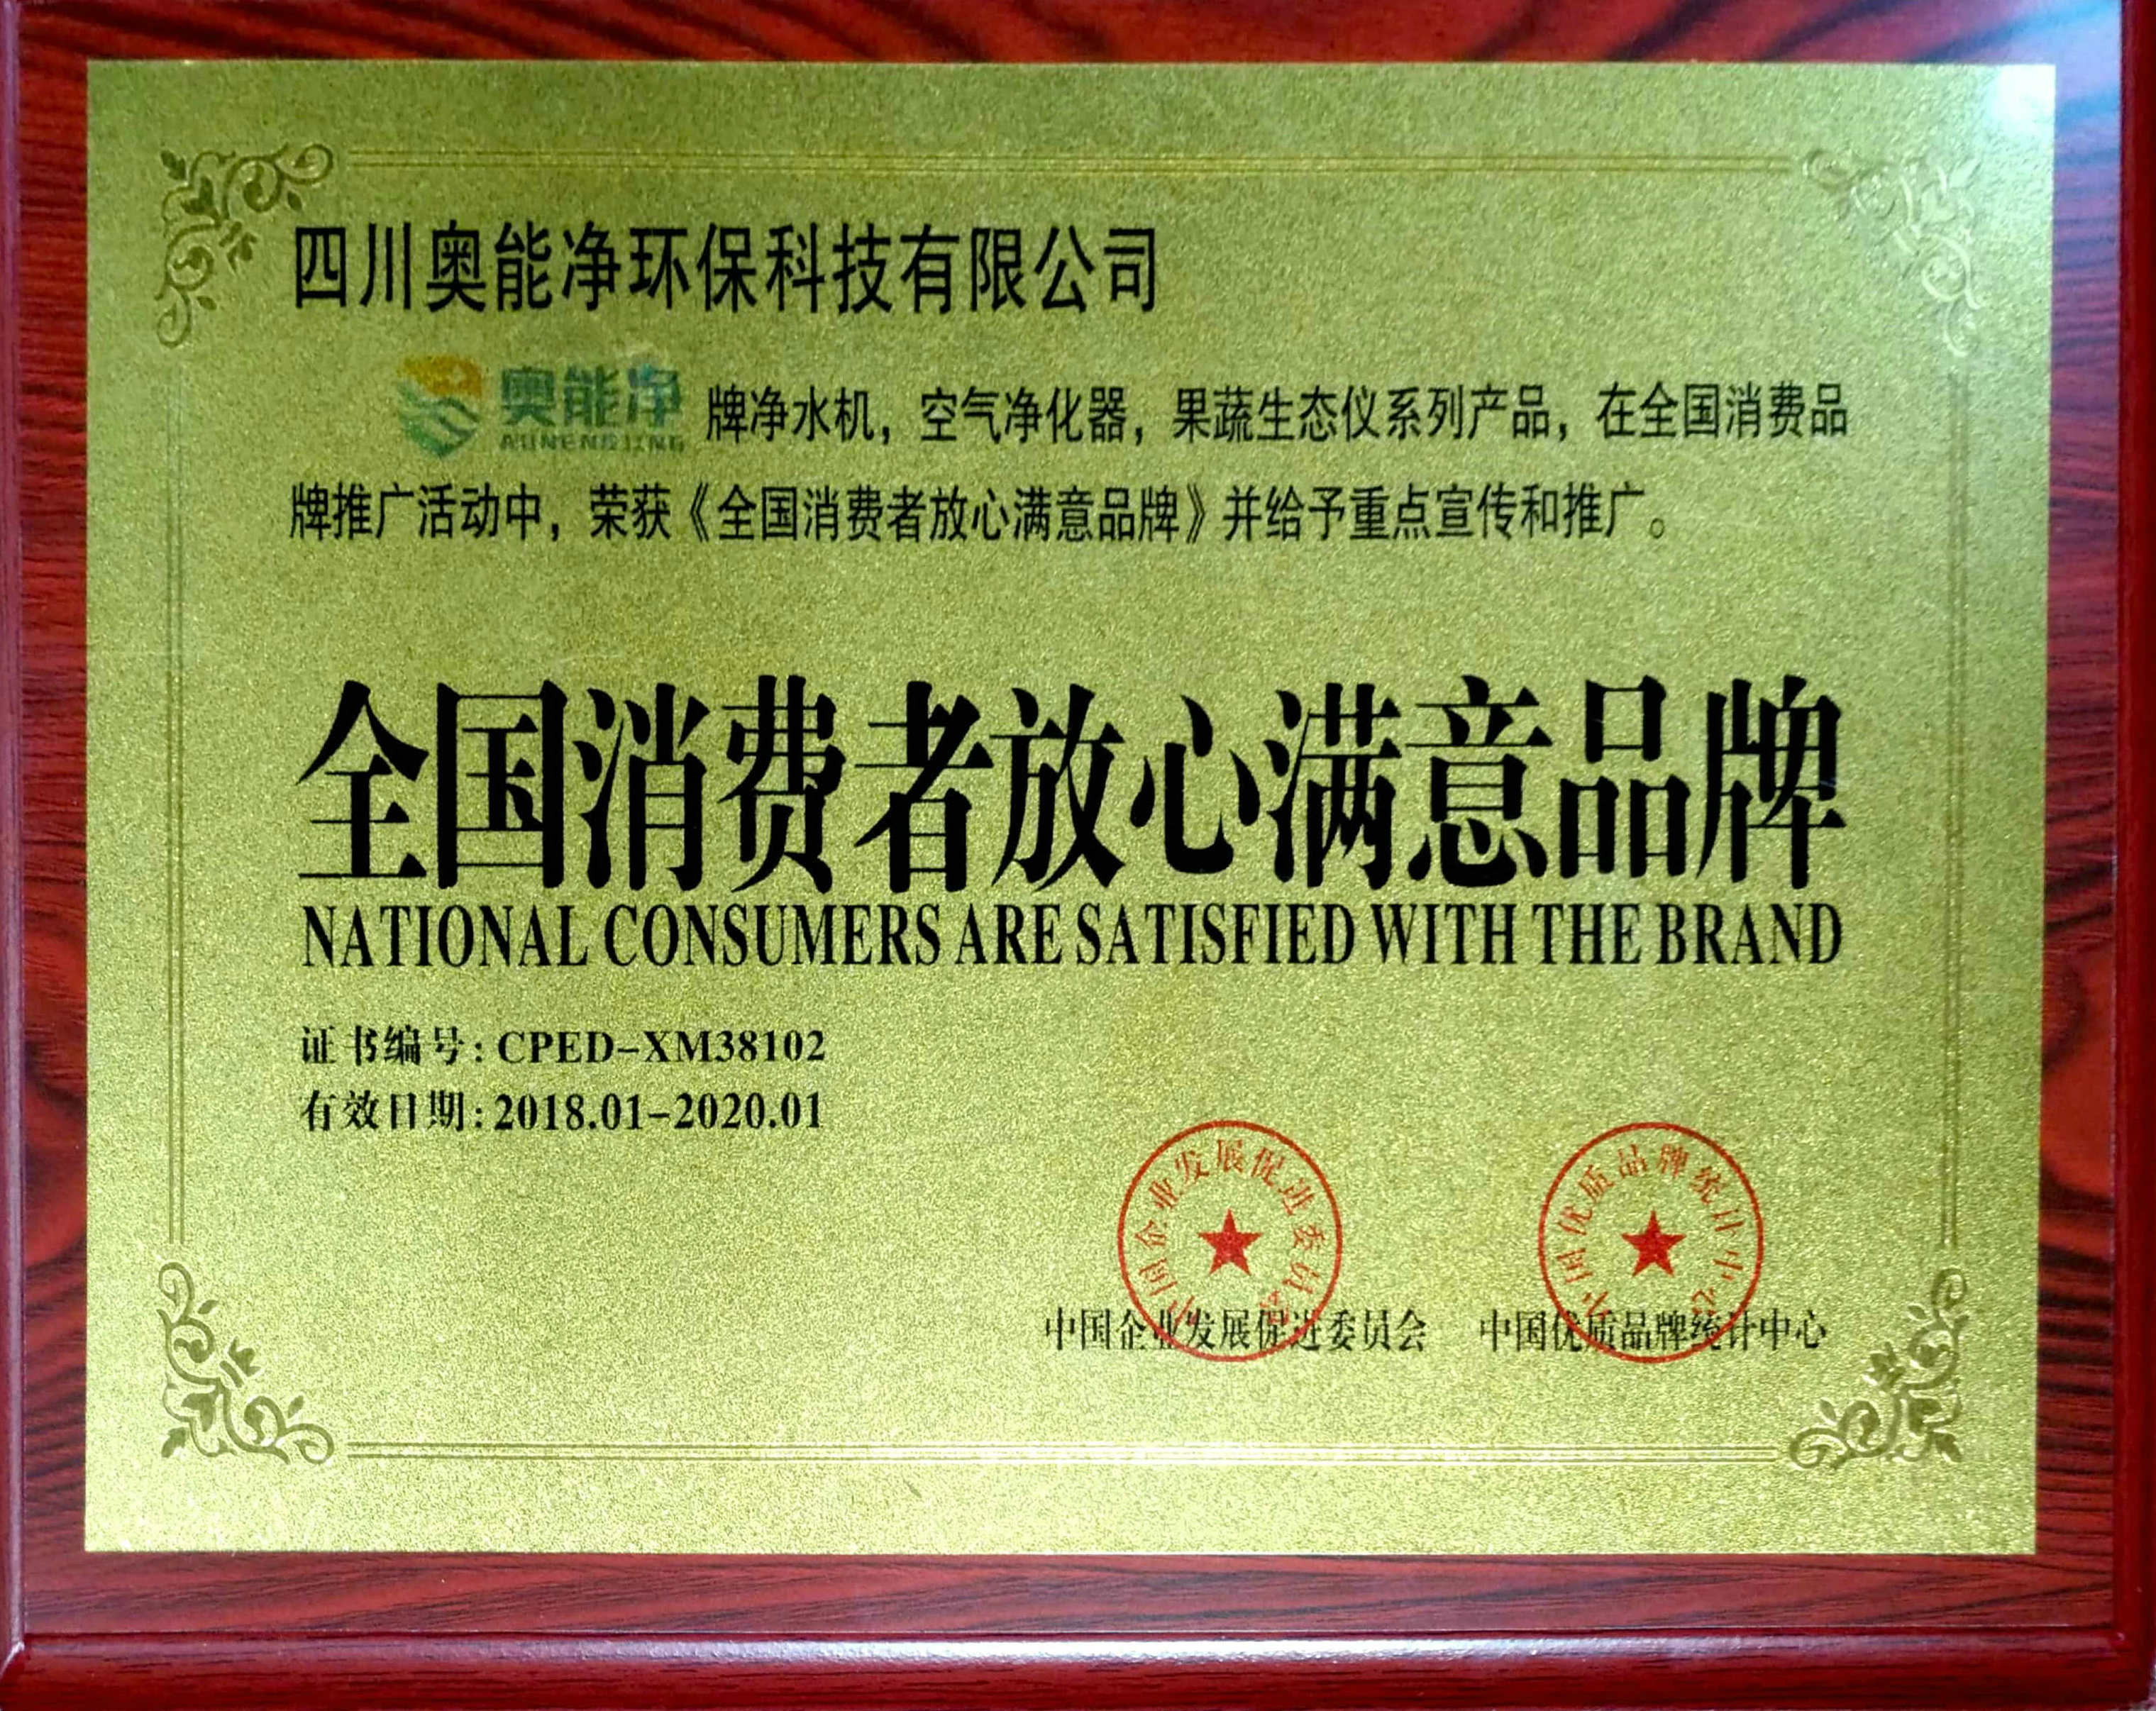 四川奥能净环保科技有限公司
奥能净 牌净水机，空气净化器，果蔬生态仪系列产品，在全国消费品
AUNENGJING
牌推广活动中，荣获《全国消费者放心满意品牌》并给予重点宣传和推广。
全国消费者放心满意品牌
NATIONAL CONSUMERS ARE SATISFIED WITH THE BRAND
证书编号：CPED-XM38102
有效日期：2018.01-2020.01
中国企业发展促进委员会
中国优质品牌统计中心
中国企业发展促进委员会 中国优质品牌统计中心